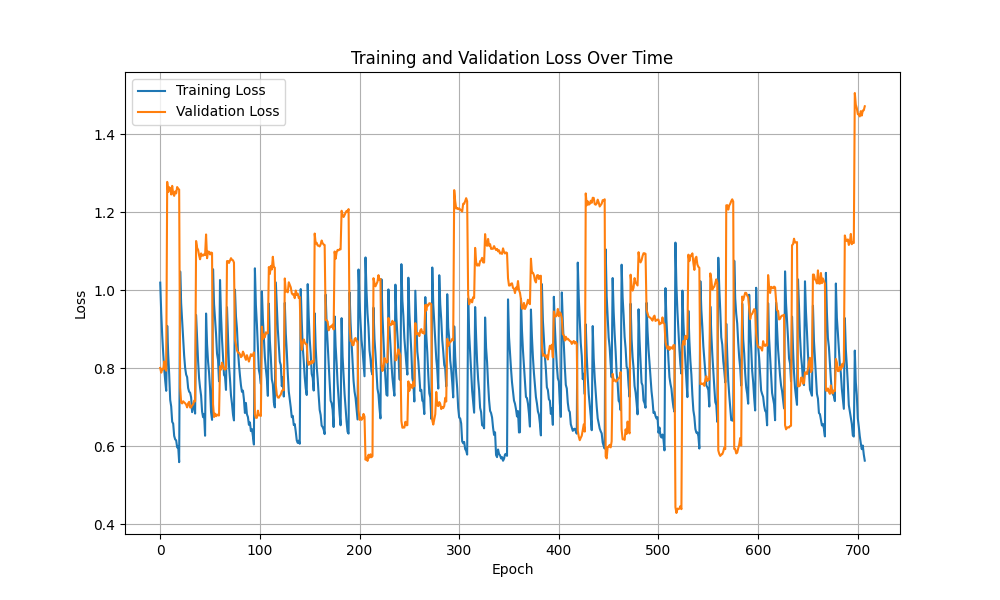 Training and Validation Loss Over Time
Training Loss
Validation Loss
Loss
1.4
1.2
1.0
0.8
0.6
0.4
0 100 200 300 400 500 600 700
Epoch